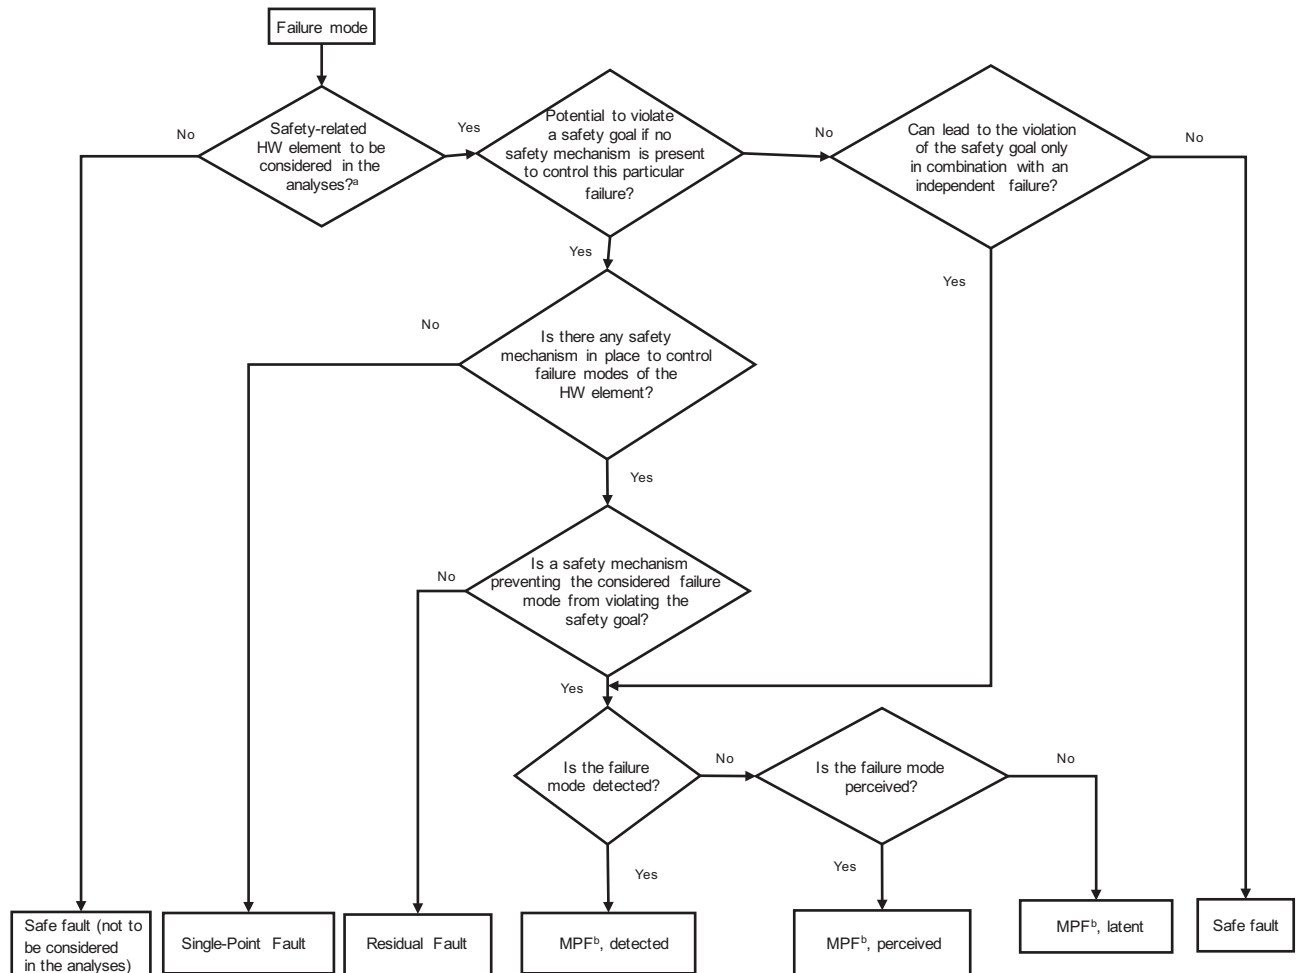 Failure mode
No
Safety-related
HW element to be
considered in the
analyses?ᵃ
Yes
Potential to violate
a safety goal if no
safety mechanism is present
to control this particular
failure?
No
Can lead to the violation
of the safety goal only
in combination with an
independent failure?
No
Yes
Yes
No
Is there any safety
mechanism in place to control
failure modes of the
HW element?
Yes
No
Is a safety mechanism
preventing the considered failure
mode from violating the
safety goal?
Yes
Is the failure
mode detected?
No
Is the failure mode
perceived?
No
Yes
Yes
Safe fault (not to
be considered
in the analyses)
Single-Point Fault
Residual Fault
MPFᵇ, detected
MPFᵇ, perceived
MPFᵇ, latent
Safe fault